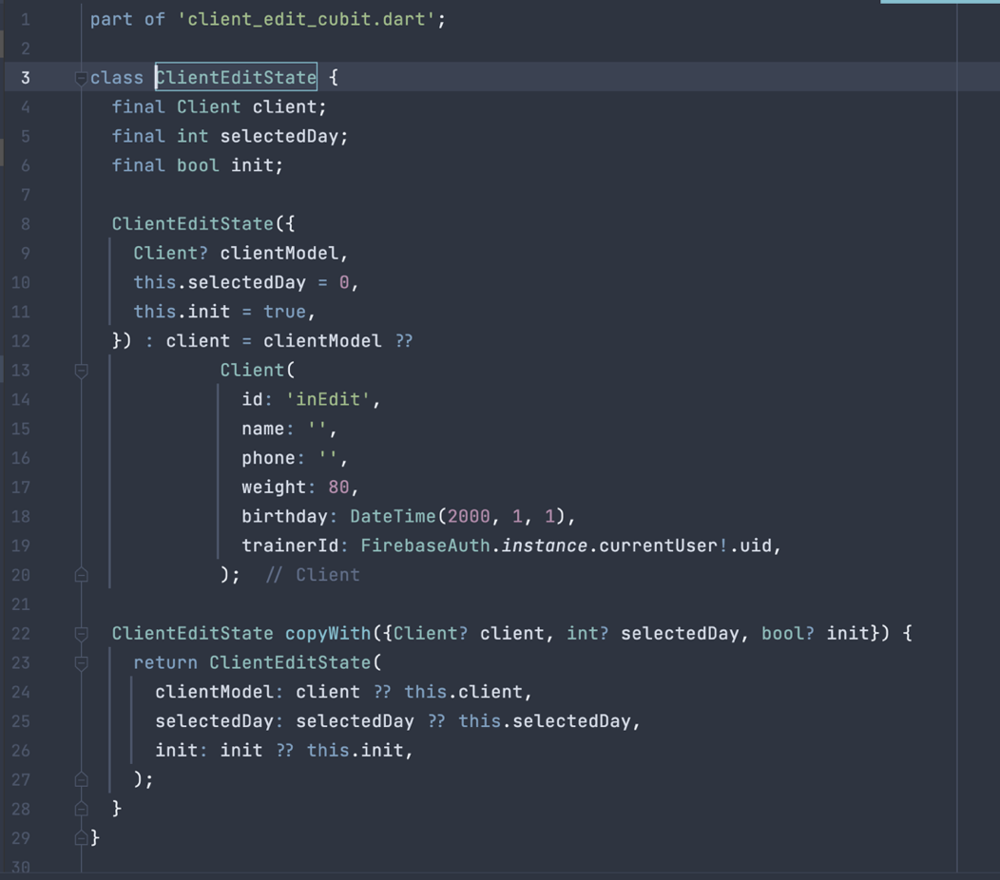 1 part of 'client_edit_cubit.dart';
2
3 class ClientEditState {
4   final Client client;
5   final int selectedDay;
6   final bool init;
7
8   ClientEditState({
9     Client? clientModel,
10     this.selectedDay = 0,
11     this.init = true,
12   }) : client = clientModel ??
13             Client(
14               id: 'inEdit',
15               name: '',
16               phone: '',
17               weight: 80,
18               birthday: DateTime(2000, 1, 1),
19               trainerId: FirebaseAuth.instance.currentUser!.uid,
20             );  // Client
21
22   ClientEditState copyWith({Client? client, int? selectedDay, bool? init}) {
23     return ClientEditState(
24       clientModel: client ?? this.client,
25       selectedDay: selectedDay ?? this.selectedDay,
26       init: init ?? this.init,
27     );
28   }
29 }
30